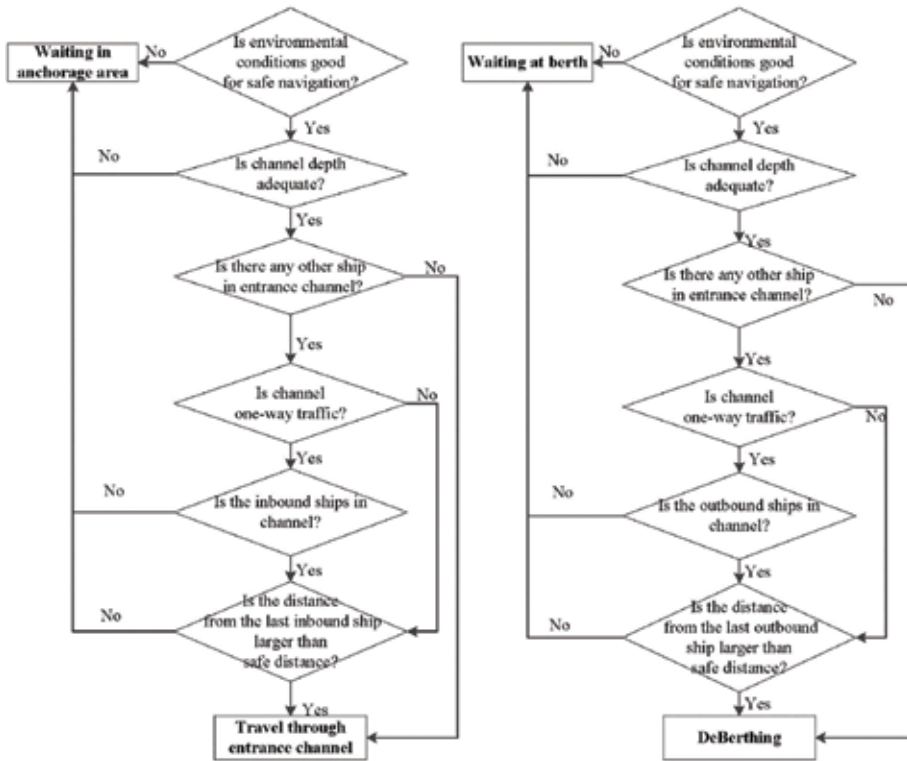 Waiting in
anchorage area
No
Is environmental
conditions good
for safe navigation?
Yes
No
Is channel depth
adequate?
Yes
Is there any other ship
in entrance channel?
No
Yes
Is channel
one-way traffic?
No
Yes
No
Is the inbound ships in
channel?
Yes
No
Is the distance
from the last inbound ship
larger than
safe distance?
Yes
Travel through
entrance channel
Waiting at berth
No
Is environmental
conditions good
for safe navigation?
Yes
No
Is channel depth
adequate?
Yes
Is there any other ship
in entrance channel?
No
Yes
Is channel
one-way traffic?
No
Yes
No
Is the outbound ships in
channel?
Yes
No
Is the distance
from the last outbound
ship larger than
safe distance?
Yes
DeBerthing